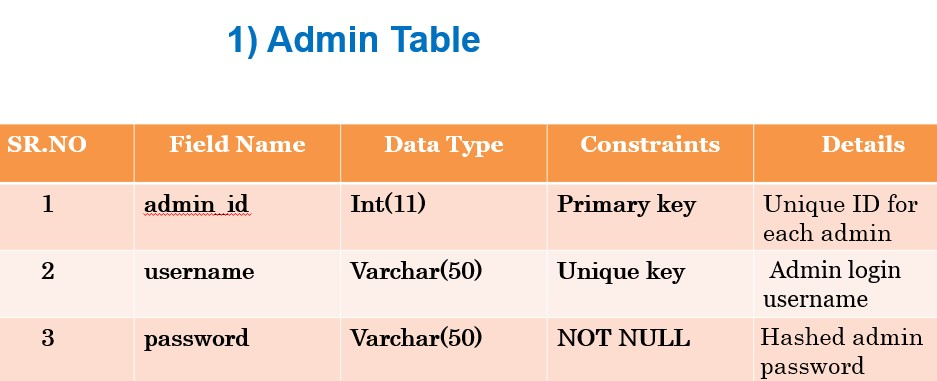 1) Admin Table
SR.NO Field Name Data Type Constraints Details
1 admin_id Int(11) Primary key Unique ID for
each admin
2 username Varchar(50) Unique key Admin login
username
3 password Varchar(50) NOT NULL Hashed admin
password